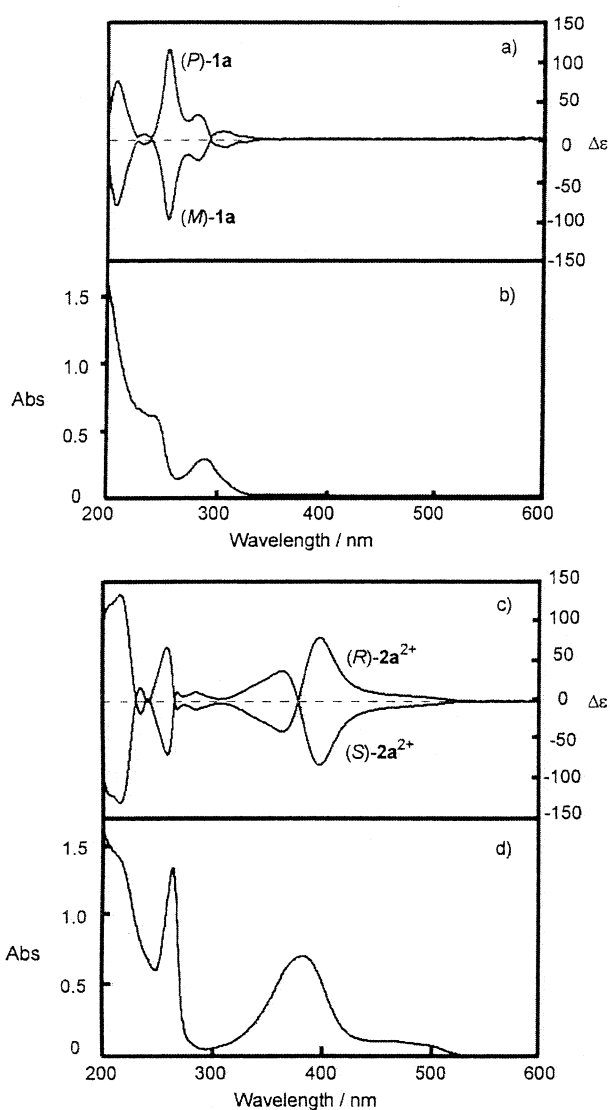 150
a)
(P)-1a
100
50
0 Δε
-50
(M)-1a
-100
-150
b)
1.5
1.0
Abs
0.5
0
200 300 400 500 600
Wavelength / nm
150
c)
100
(R)-2a²⁺
50
0 Δε
-50
(S)-2a²⁺
-100
-150
d)
1.5
1.0
Abs
0.5
0
200 300 400 500 600
Wavelength / nm